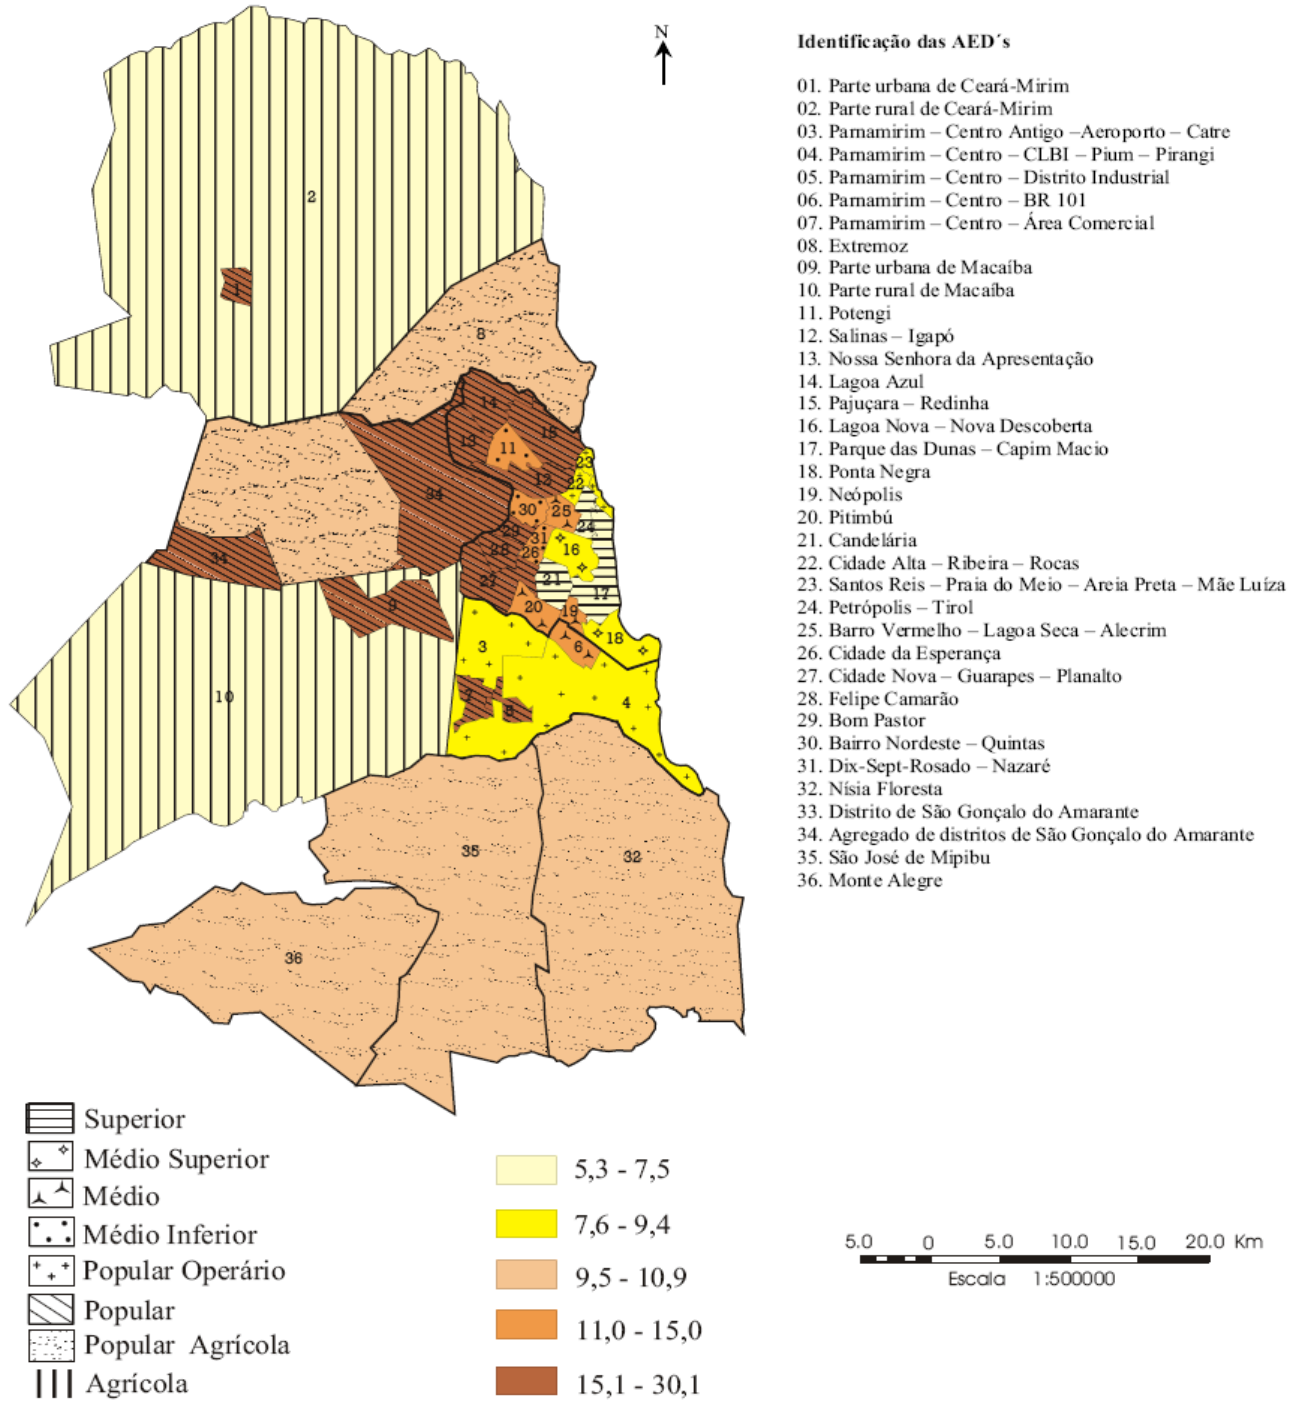 N
Identificação das AED´s
01. Parte urbana de Ceará-Mirim
02. Parte rural de Ceará-Mirim
03. Parnamirim – Centro Antigo –Aeroporto – Catre
04. Parnamirim – Centro – CLBI – Pium – Pirangi
05. Parnamirim – Centro – Distrito Industrial
06. Parnamirim – Centro – BR 101
07. Parnamirim – Centro – Área Comercial
08. Extremoz
09. Parte urbana de Macaíba
10. Parte rural de Macaíba
11. Potengi
12. Salinas – Igapó
13. Nossa Senhora da Apresentação
14. Lagoa Azul
15. Pajuçara – Redinha
16. Lagoa Nova – Nova Descoberta
17. Parque das Dunas – Capim Macio
18. Ponta Negra
19. Neópolis
20. Pitimbú
21. Candelária
22. Cidade Alta – Ribeira – Rocas
23. Santos Reis – Praia do Meio – Areia Preta – Mãe Luíza
24. Petrópolis – Tirol
25. Barro Vermelho – Lagoa Seca – Alecrim
26. Cidade da Esperança
27. Cidade Nova – Guarapes – Planalto
28. Felipe Camarão
29. Bom Pastor
30. Bairro Nordeste – Quintas
31. Dix-Sept-Rosado – Nazaré
32. Nísia Floresta
33. Distrito de São Gonçalo do Amarante
34. Agregado de distritos de São Gonçalo do Amarante
35. São José de Mipibu
36. Monte Alegre
2
1
8
14
13
15
11
12
23
22
34
30
25
24
29
31
28
26
16
34
27
21
17
9
20
19
18
3
6
10
7
4
35
32
36
Superior
Médio Superior
Médio
Médio Inferior
Popular Operário
Popular
Popular Agrícola
Agrícola
5,3 - 7,5
7,6 - 9,4
9,5 - 10,9
11,0 - 15,0
15,1 - 30,1
5.0 0 5.0 10.0 15.0 20.0 Km
Escala 1:500000